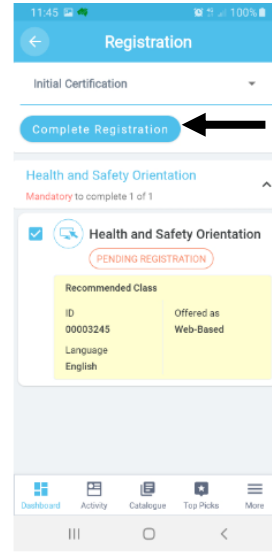 11:45 100%
Registration
Initial Certification
Complete Registration
Health and Safety Orientation
Mandatory to complete 1 of 1
Health and Safety Orientation
PENDING REGISTRATION
Recommended Class
ID Offered as
00003245 Web-Based
Language
English
Dashboard Activity Catalogue Top Picks More